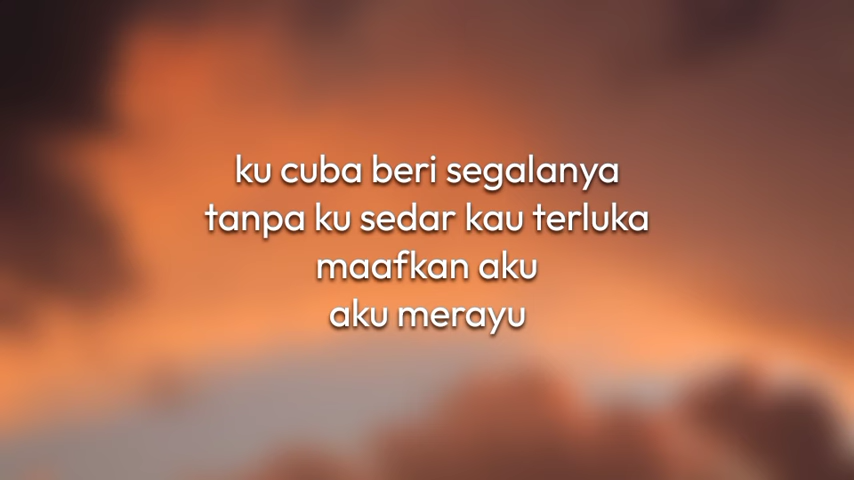 ku cuba beri segalanya
tanpa ku sedar kau terluka
maafkan aku
aku merayu